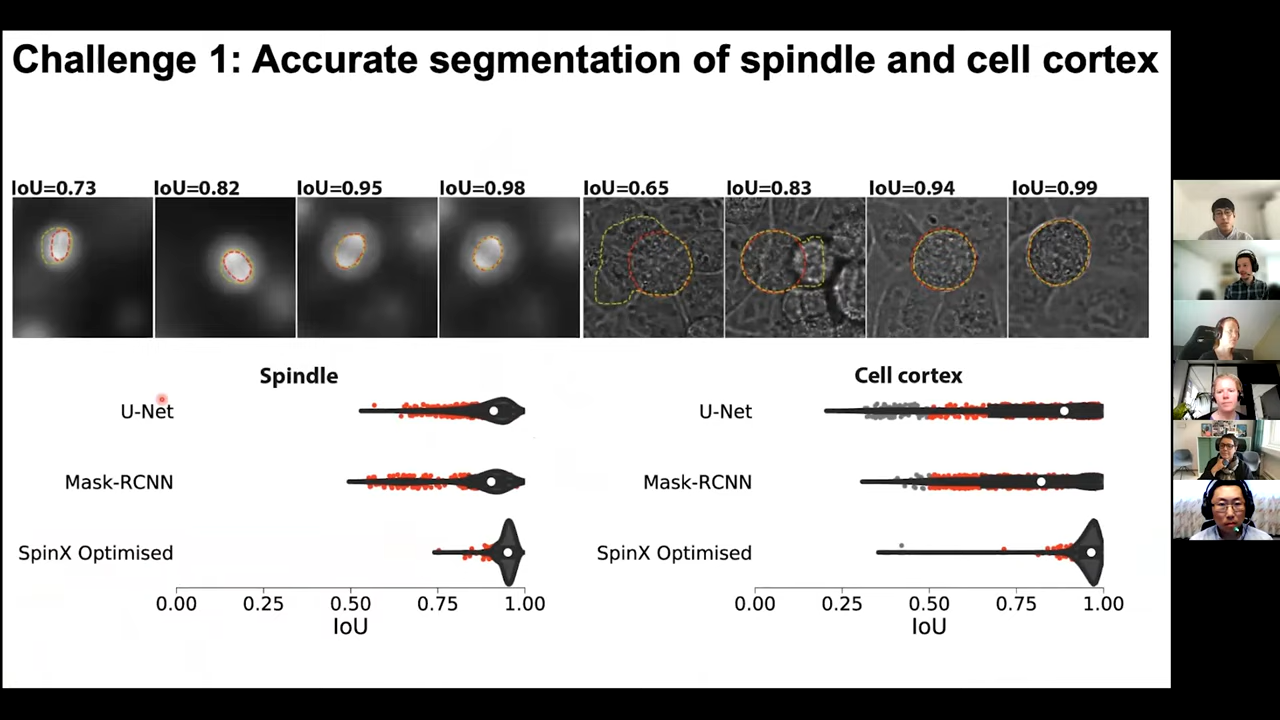 Challenge 1: Accurate segmentation of spindle and cell cortex
IoU=0.73 IoU=0.82 IoU=0.95 IoU=0.98 IoU=0.65 IoU=0.83 IoU=0.94 IoU=0.99
Spindle
U-Net
Mask-RCNN
SpinX Optimised
0.00 0.25 0.50 0.75 1.00
IoU
Cell cortex
U-Net
Mask-RCNN
SpinX Optimised
0.00 0.25 0.50 0.75 1.00
IoU